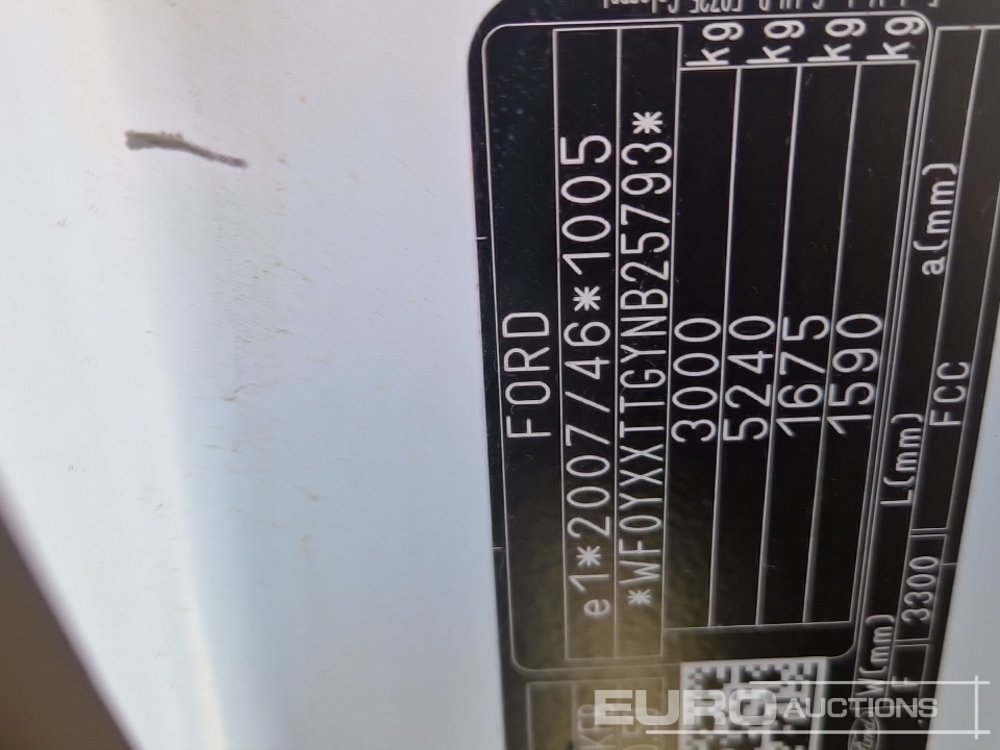 FORD
e1*2007/46*1005
*WF0YXXTTGYNB25793*
3000 kg
5240 kg
1675 kg
1590 kg
W(mm) L(mm) a(mm)
F 3300 FCC
EURO AUCTIONS